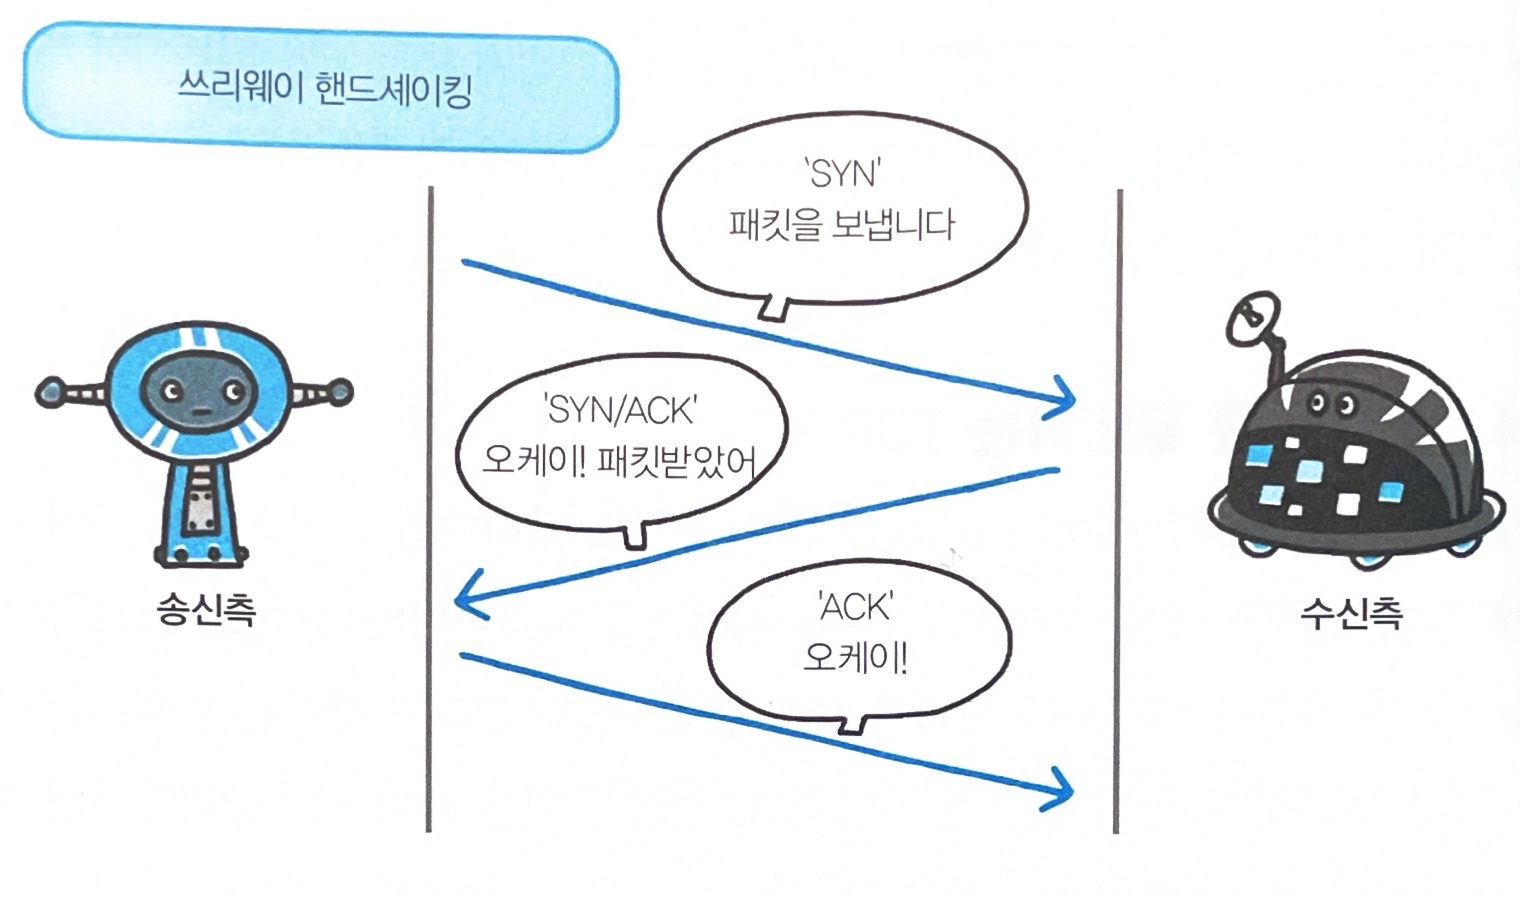 쓰리웨이 핸드셰이킹
'SYN'
패킷을 보냅니다
'SYN/ACK'
오케이! 패킷받았어
'ACK'
오케이!
송신측
수신측